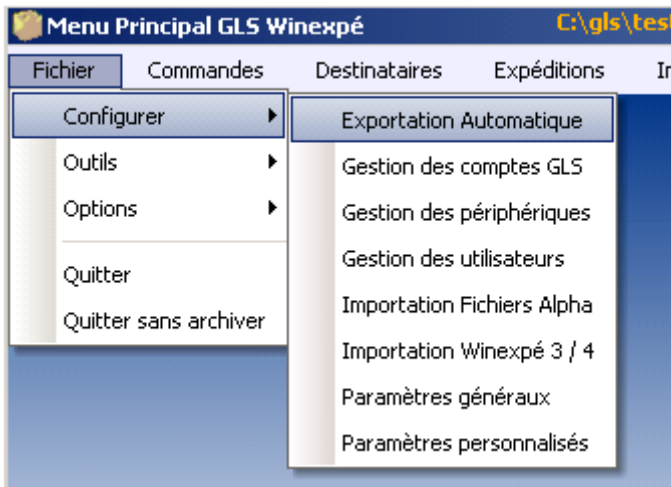 Menu Principal GLS Winexpé C:\gls\tes
Fichier Commandes Destinataires Expéditions
Configurer
Outils
Options
Quitter
Quitter sans archiver
Exportation Automatique
Gestion des comptes GLS
Gestion des périphériques
Gestion des utilisateurs
Importation Fichiers Alpha
Importation Winexpé 3 / 4
Paramètres généraux
Paramètres personnalisés